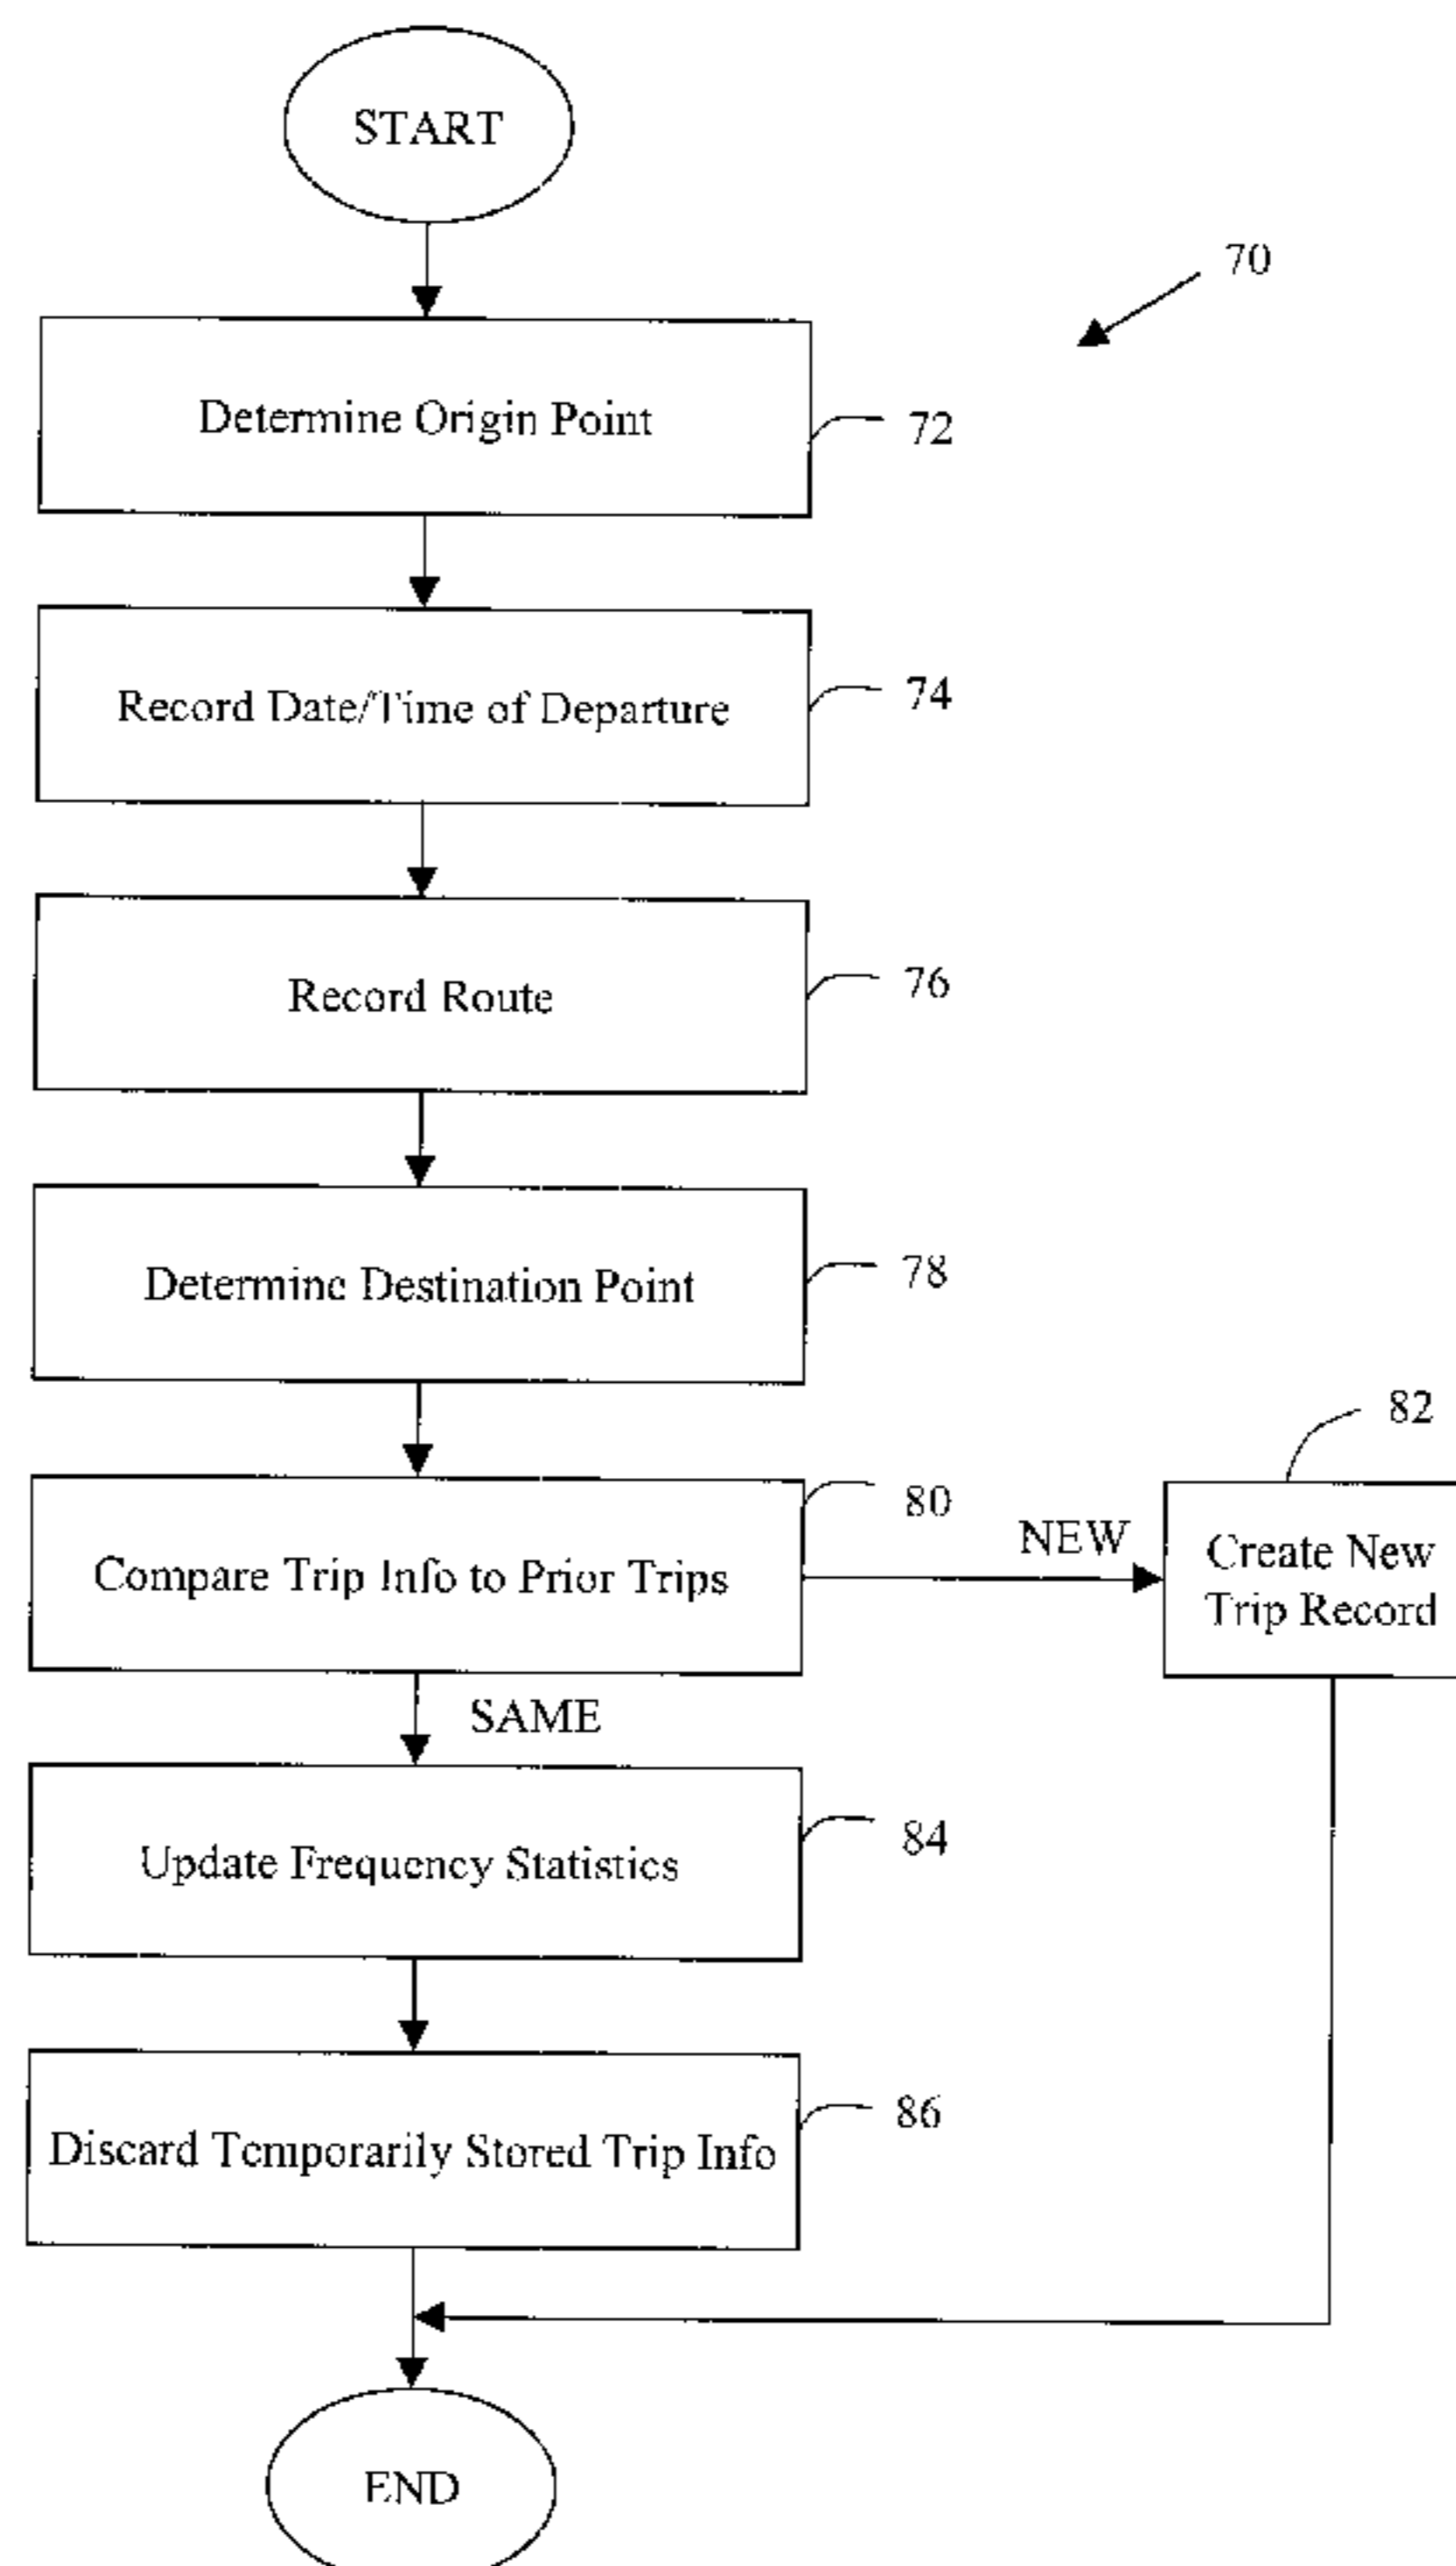 START
70
Determine Origin Point
72
Record Date/Time of Departure
74
Record Route
76
Determine Destination Point
78
82
Compare Trip Info to Prior Trips
80
NEW
Create New
Trip Record
SAME
Update Frequency Statistics
84
Discard Temporarily Stored Trip Info
86
END